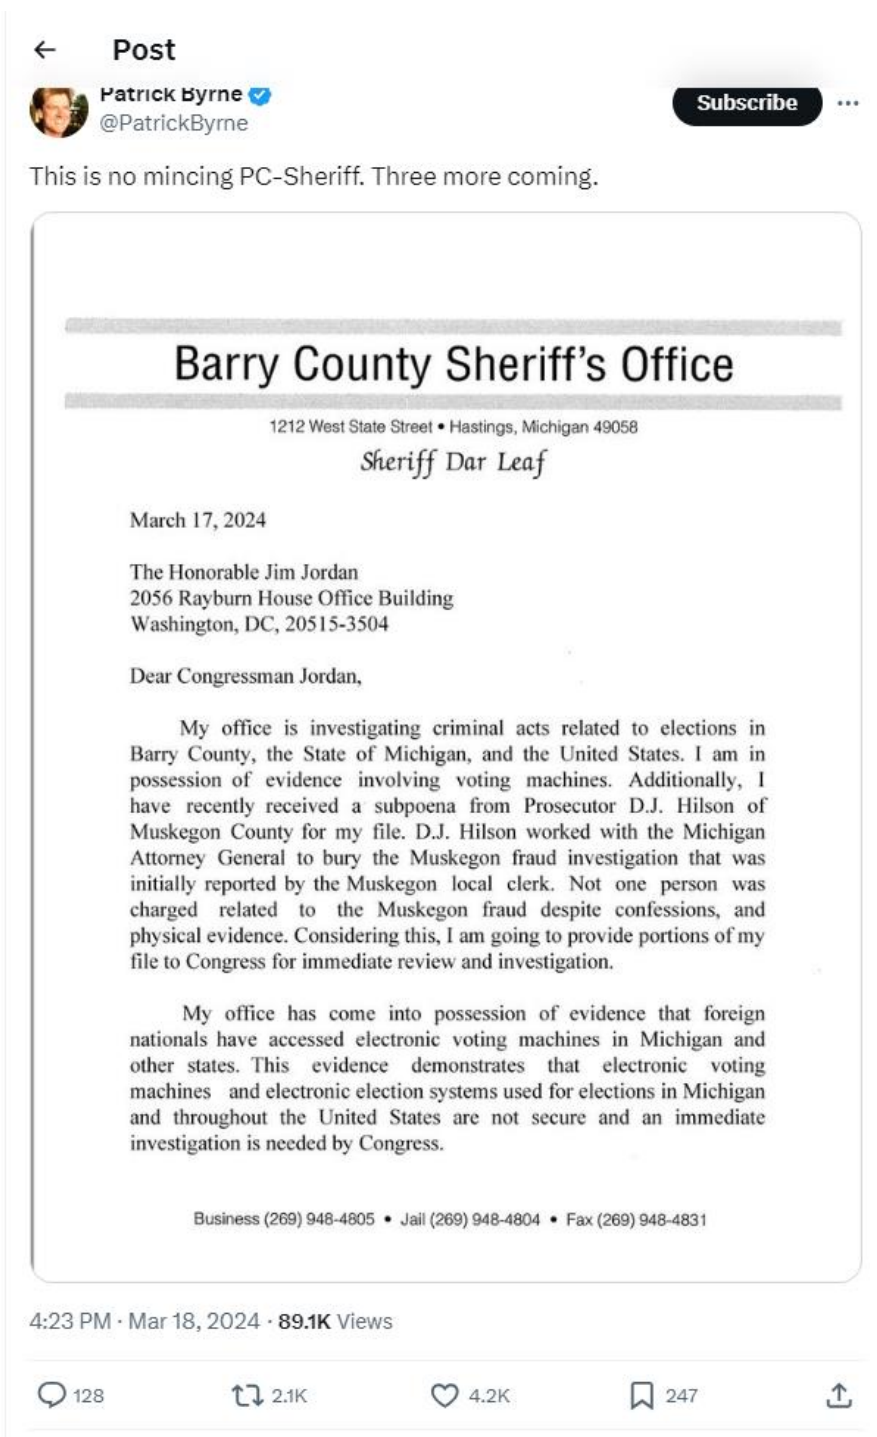 Post
Patrick Byrne
@PatrickByrne
Subscribe
This is no mincing PC-Sheriff. Three more coming.
Barry County Sheriff's Office
1212 West State Street • Hastings, Michigan 49058
Sheriff Dar Leaf
March 17, 2024
The Honorable Jim Jordan
2056 Rayburn House Office Building
Washington, DC, 20515-3504
Dear Congressman Jordan,
My office is investigating criminal acts related to elections in
Barry County, the State of Michigan, and the United States. I am in
possession of evidence involving voting machines. Additionally, I
have recently received a subpoena from Prosecutor D.J. Hilson of
Muskegon County for my file. D.J. Hilson worked with the Michigan
Attorney General to bury the Muskegon fraud investigation that was
initially reported by the Muskegon local clerk. Not one person was
charged related to the Muskegon fraud despite confessions, and
physical evidence. Considering this, I am going to provide portions of my
file to Congress for immediate review and investigation.
My office has come into possession of evidence that foreign
nationals have accessed electronic voting machines in Michigan and
other states. This evidence demonstrates that electronic voting
machines and electronic election systems used for elections in Michigan
and throughout the United States are not secure and an immediate
investigation is needed by Congress.
Business (269) 948-4805 • Jail (269) 948-4804 • Fax (269) 948-4831
4:23 PM · Mar 18, 2024 · 89.1K Views
128 2.1K 4.2K 247